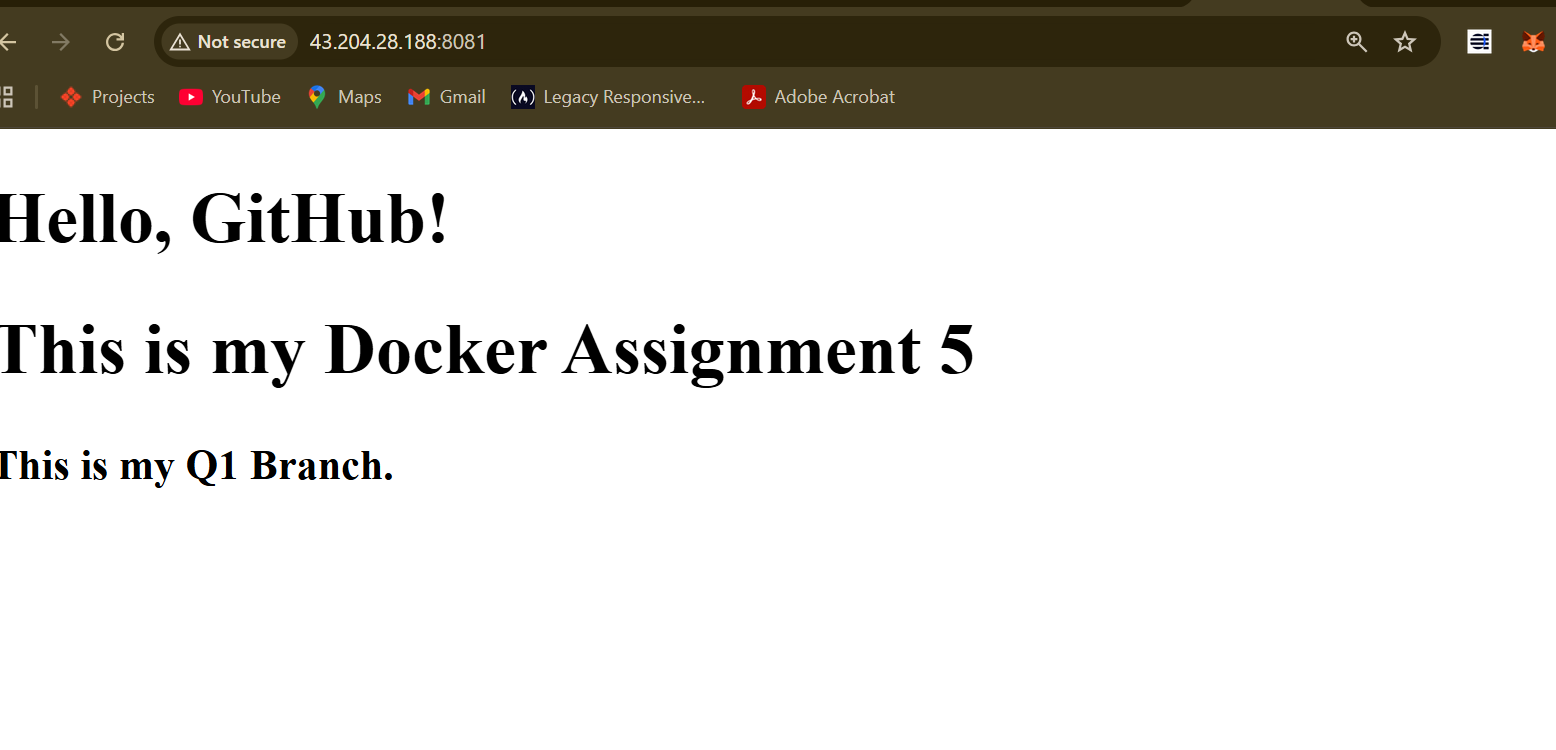 Not secure 43.204.28.188:8081
Projects YouTube Maps Gmail Legacy Responsive... Adobe Acrobat
Hello, GitHub!
This is my Docker Assignment 5
This is my Q1 Branch.